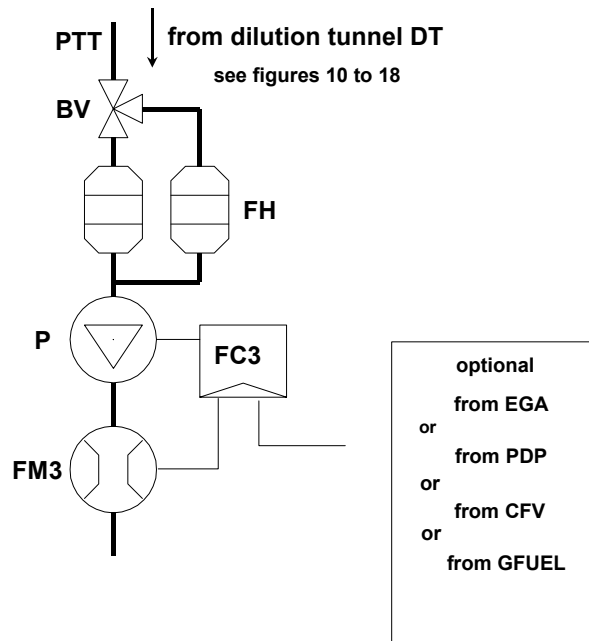 PTT
from dilution tunnel DT
see figures 10 to 18
BV
FH
P
FC3
FM3
optional
from EGA
or
from PDP
or
from CFV
or
from GFUEL